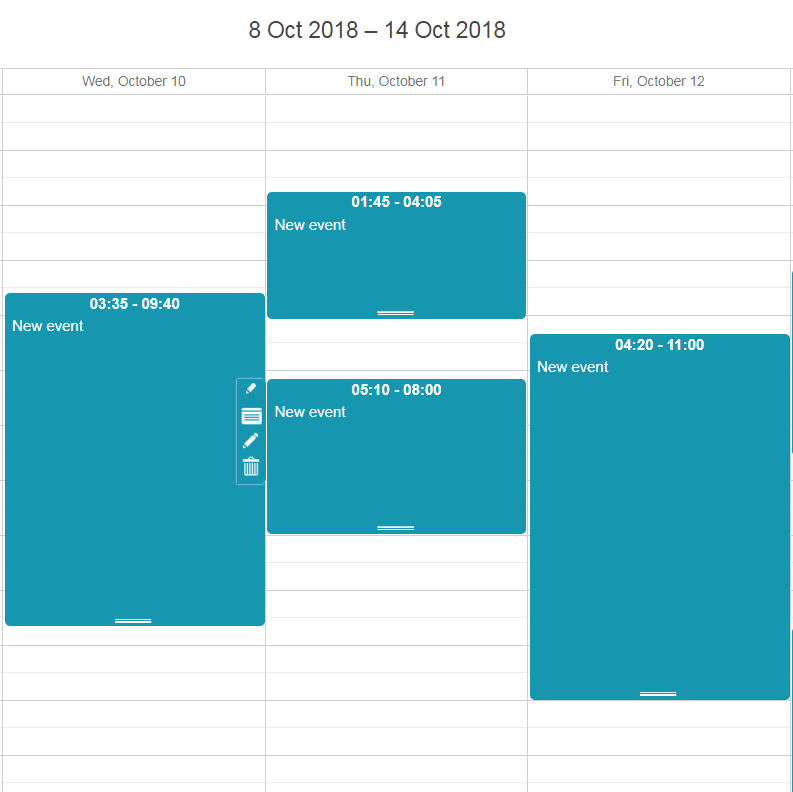 8 Oct 2018 – 14 Oct 2018
Wed, October 10
Thu, October 11
Fri, October 12
03:35 - 09:40
New event
01:45 - 04:05
New event
05:10 - 08:00
New event
04:20 - 11:00
New event